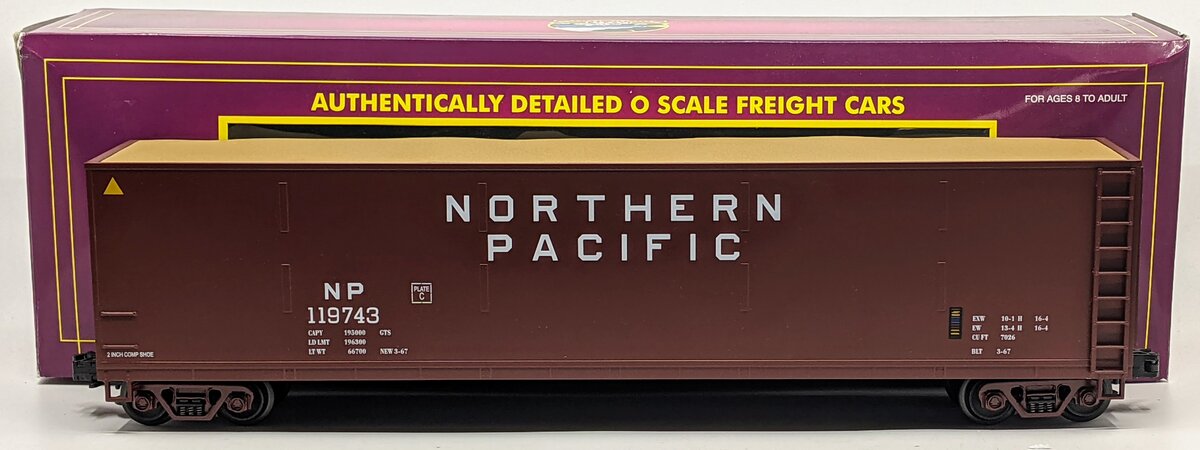 AUTHENTICALLY DETAILED O SCALE FREIGHT CARS
FOR AGES 8 TO ADULT
NORTHERN
PACIFIC
NP
119743
PLATE
C
CAPY 193000 GTS
LD LMT 196300
LT WT 66700 NEW 3-67
2 INCH COMP SHOE
EXW 10-1 H 16-4
EW 13-4 H 16-4
CU FT 7026
BLT 3-67